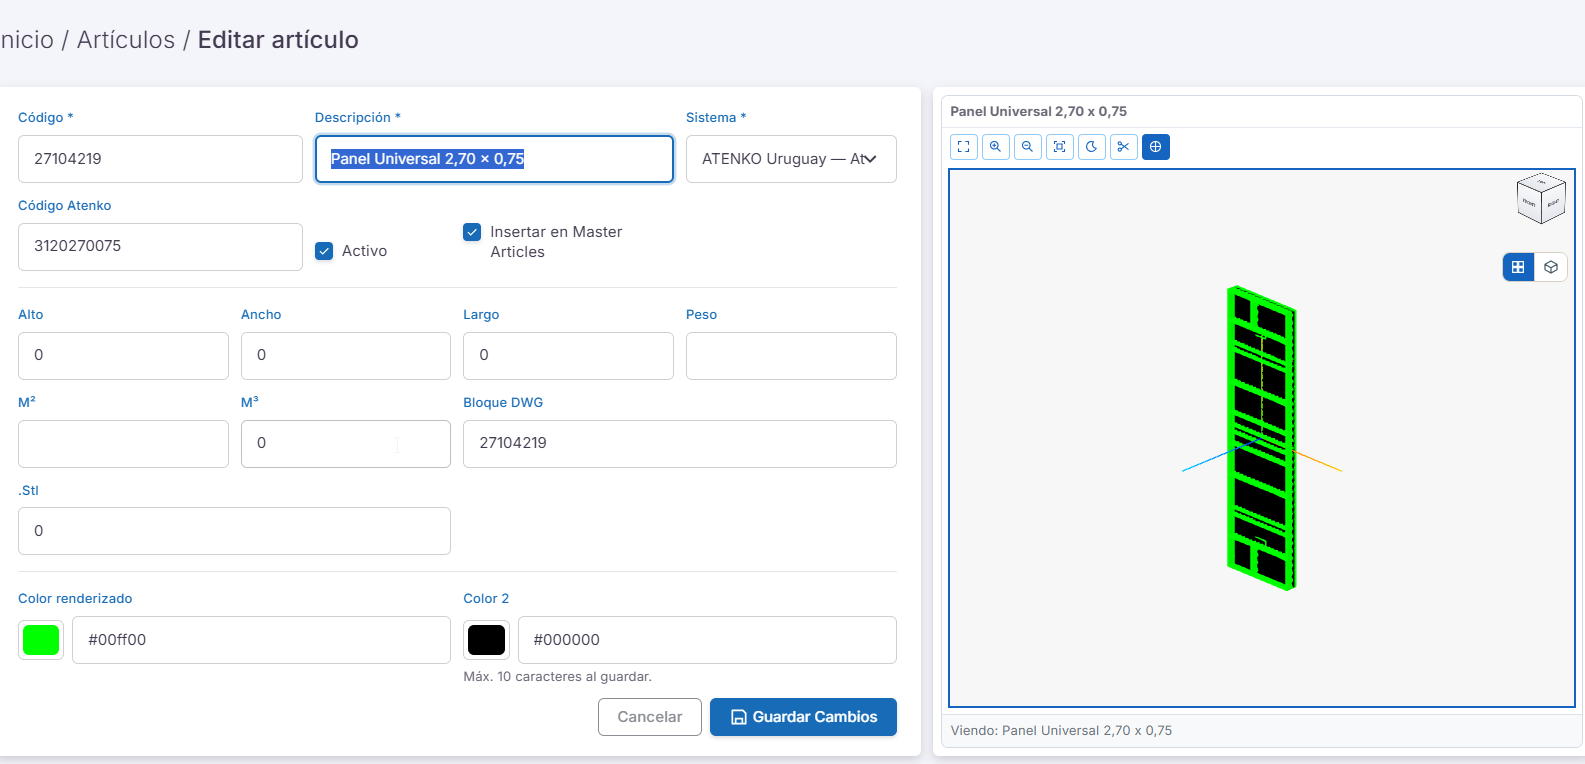 nicio / Artículos / Editar artículo
Código *
Descripción *
Sistema *
27104219
Panel Universal 2,70 x 0,75
ATENKO Uruguay — At
Código Atenko
3120270075
Activo
Insertar en Master
Articles
Alto
Ancho
Largo
Peso
0
0
0
M²
M³
Bloque DWG
0
27104219
.Stl
0
Color renderizado
Color 2
#00ff00
#000000
Máx. 10 caracteres al guardar.
Cancelar
Guardar Cambios
Panel Universal 2,70 x 0,75
FRONT
RIGHT
Viendo: Panel Universal 2,70 x 0,75